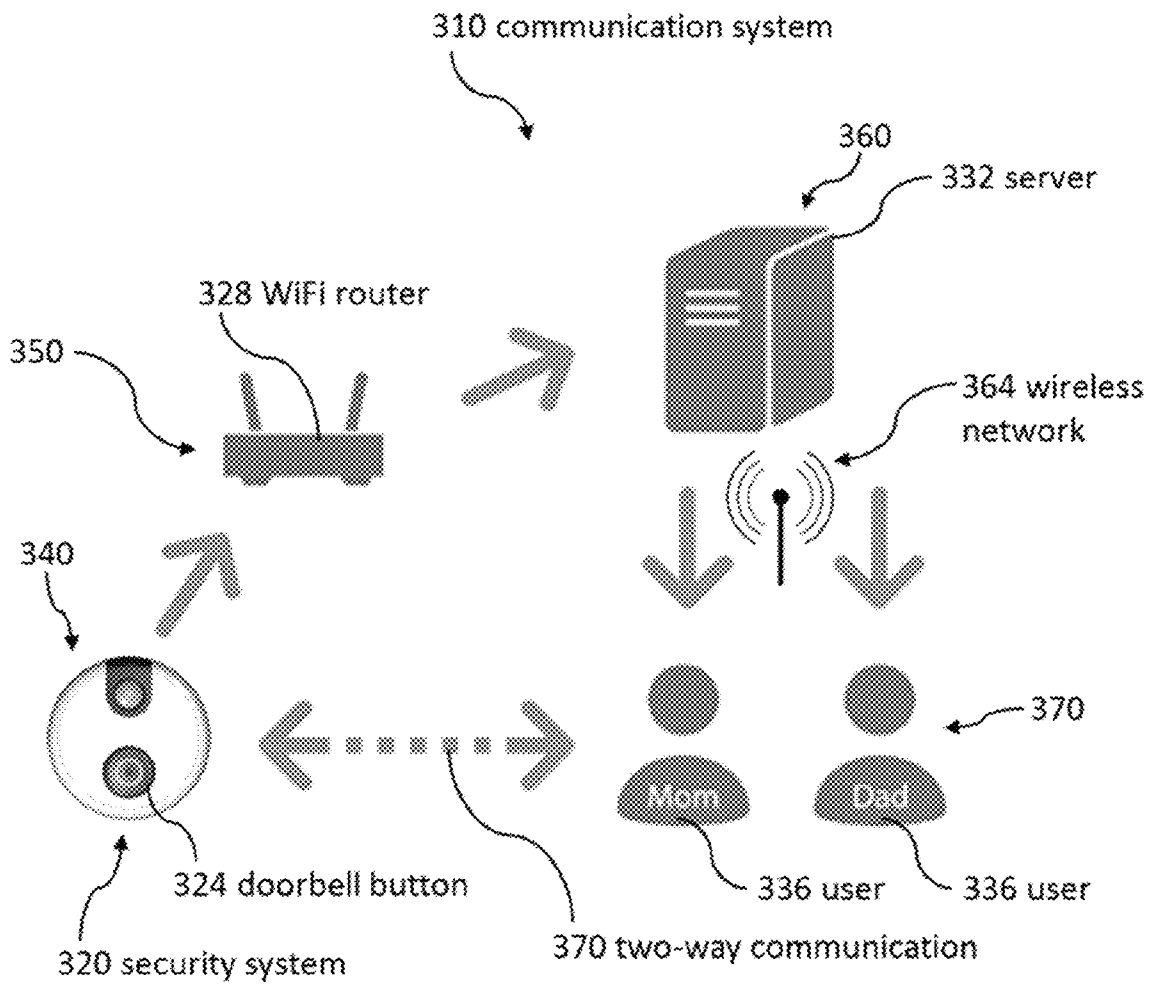 310 communication system
360
332 server
328 WiFi router
350
364 wireless
network
340
370
Mom
Dad
324 doorbell button
336 user
336 user
370 two-way communication
320 security system